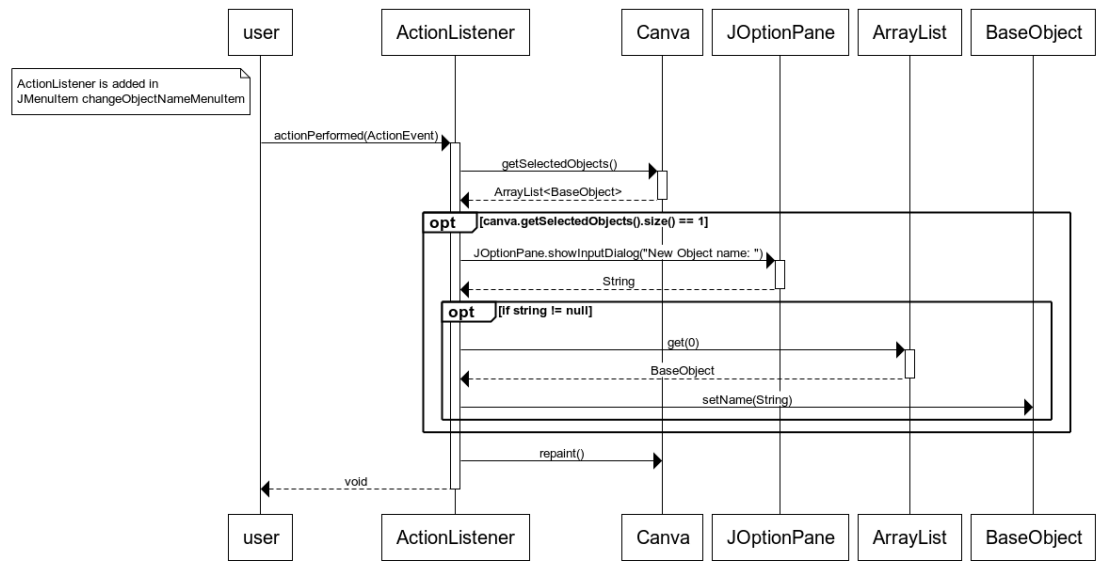 user
ActionListener
Canva
JOptionPane
ArrayList
BaseObject
ActionListener is added in
JMenuItem changeObjectNameMenuItem
actionPerformed(ActionEvent)
getSelectedObjects()
ArrayList<BaseObject>
opt [canva.getSelectedObjects().size() == 1]
JOptionPane.showInputDialog("New Object name: ")
String
opt [if string != null]
get(0)
BaseObject
setName(String)
repaint()
void
user
ActionListener
Canva
JOptionPane
ArrayList
BaseObject